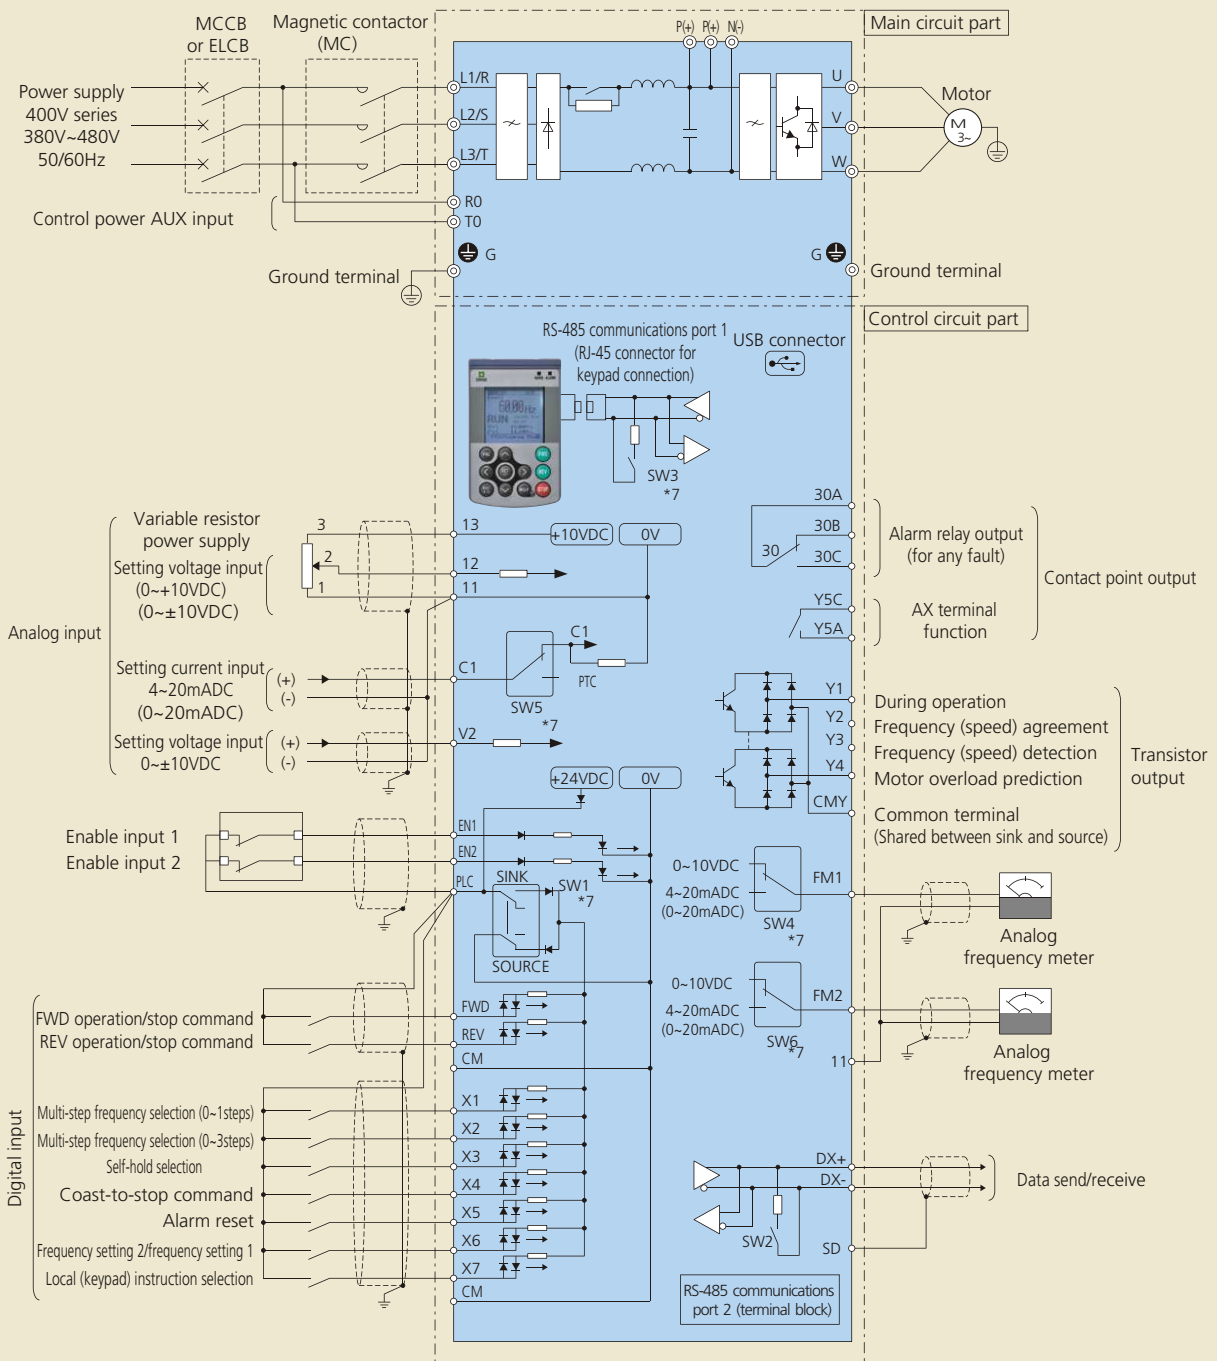 MCCB
or ELCB
Magnetic contactor
(MC)
P(+)
P(+)
N(-)
Main circuit part
Power supply
400V series
380V~480V
50/60Hz
L1/R
L2/S
L3/T
U
V
W
Motor
M
3~
Control power AUX input
R0
T0
G
G
Ground terminal
Ground terminal
Control circuit part
RS-485 communications port 1
(RJ-45 connector for
keypad connection)
USB connector
60.00 Hz
RUN
SW3
*7
Analog input
Variable resistor
power supply
3
2
1
Setting voltage input
(0~+10VDC)
(0~±10VDC)
13
+10VDC
0V
12
11
Setting current input
4~20mADC
(0~20mADC)
(+)
(-)
C1
C1
PTC
SW5
*7
Setting voltage input
0~±10VDC
(+)
(-)
V2
30A
30B
30
30C
Alarm relay output
(for any fault)
Contact point output
Y5C
Y5A
AX terminal
function
Y1
Y2
Y3
Y4
CMY
During operation
Frequency (speed) agreement
Frequency (speed) detection
Motor overload prediction
Common terminal
(Shared between sink and source)
Transistor
output
+24VDC
0V
Enable input 1
Enable input 2
EN1
EN2
PLC
SINK
SW1
*7
SOURCE
0~10VDC
4~20mADC
(0~20mADC)
SW4
*7
FM1
Analog
frequency meter
0~10VDC
4~20mADC
(0~20mADC)
SW6
*7
FM2
11
Analog
frequency meter
Digital input
FWD operation/stop command
REV operation/stop command
FWD
REV
CM
Multi-step frequency selection (0~1steps)
Multi-step frequency selection (0~3steps)
Self-hold selection
Coast-to-stop command
Alarm reset
Frequency setting 2/frequency setting 1
Local (keypad) instruction selection
X1
X2
X3
X4
X5
X6
X7
CM
DX+
DX-
SW2
SD
Data send/receive
RS-485 communications
port 2 (terminal block)